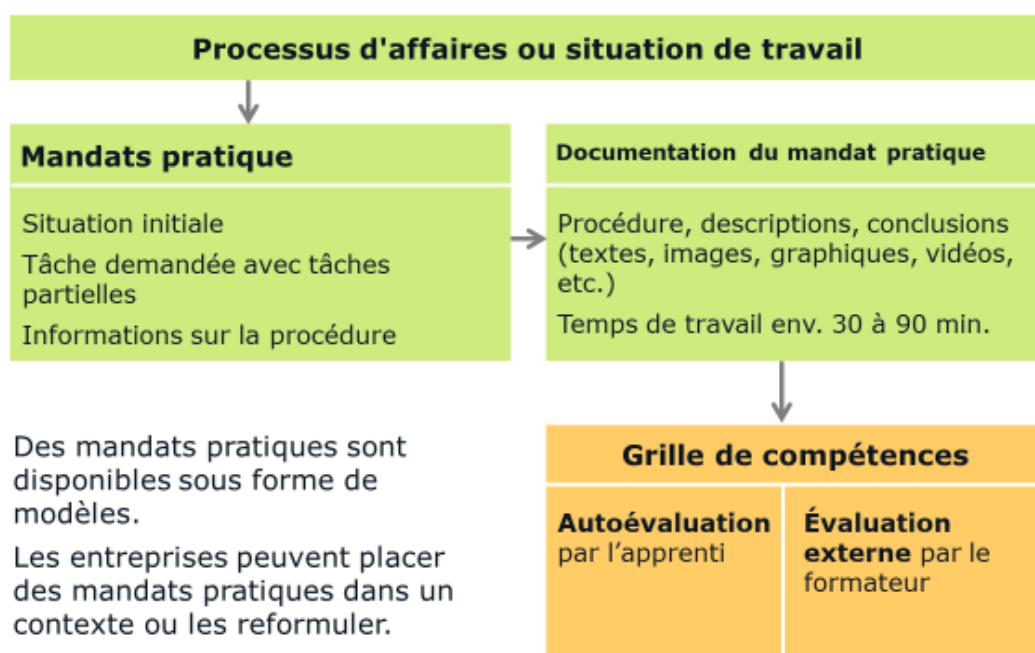 Processus d'affaires ou situation de travail
Mandats pratique
Situation initiale
Tâche demandée avec tâches
partielles
Informations sur la procédure
Documentation du mandat pratique
Procédure, descriptions, conclusions
(textes, images, graphiques, vidéos,
etc.)
Temps de travail env. 30 à 90 min.
Des mandats pratiques sont
disponibles sous forme de
modèles.
Les entreprises peuvent placer
des mandats pratiques dans un
contexte ou les reformuler.
Grille de compétences
Autoévaluation
par l'apprenti
Évaluation
externe par le
formateur